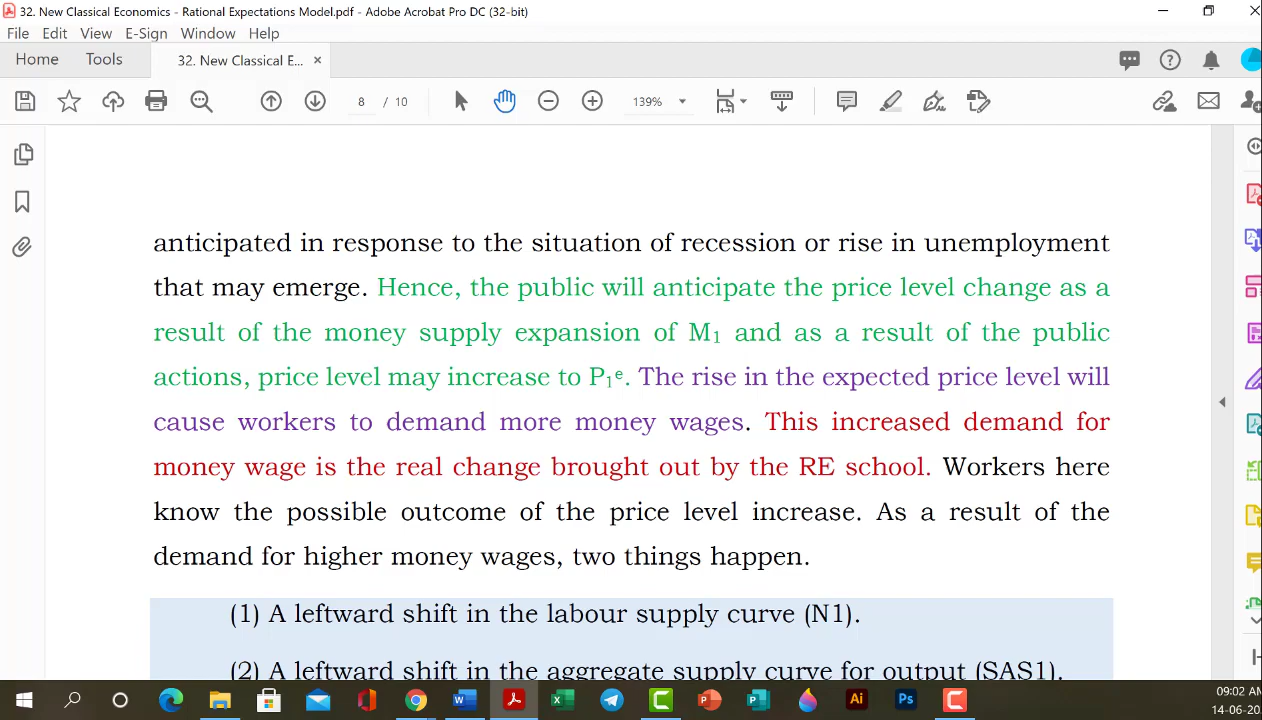 32. New Classical Economics - Rational Expectations Model.pdf - Adobe Acrobat Pro DC (32-bit)
File Edit View E-Sign Window Help
Home Tools 32. New Classical E... ×
8 / 10 139%
anticipated in response to the situation of recession or rise in unemployment
that may emerge. Hence, the public will anticipate the price level change as a
result of the money supply expansion of M₁ and as a result of the public
actions, price level may increase to P₁ᵉ. The rise in the expected price level will
cause workers to demand more money wages. This increased demand for
money wage is the real change brought out by the RE school. Workers here
know the possible outcome of the price level increase. As a result of the
demand for higher money wages, two things happen.
(1) A leftward shift in the labour supply curve (N1).
(2) A leftward shift in the aggregate supply curve for output (SAS1).
Ai Ps
09:02 AM
14-06-20